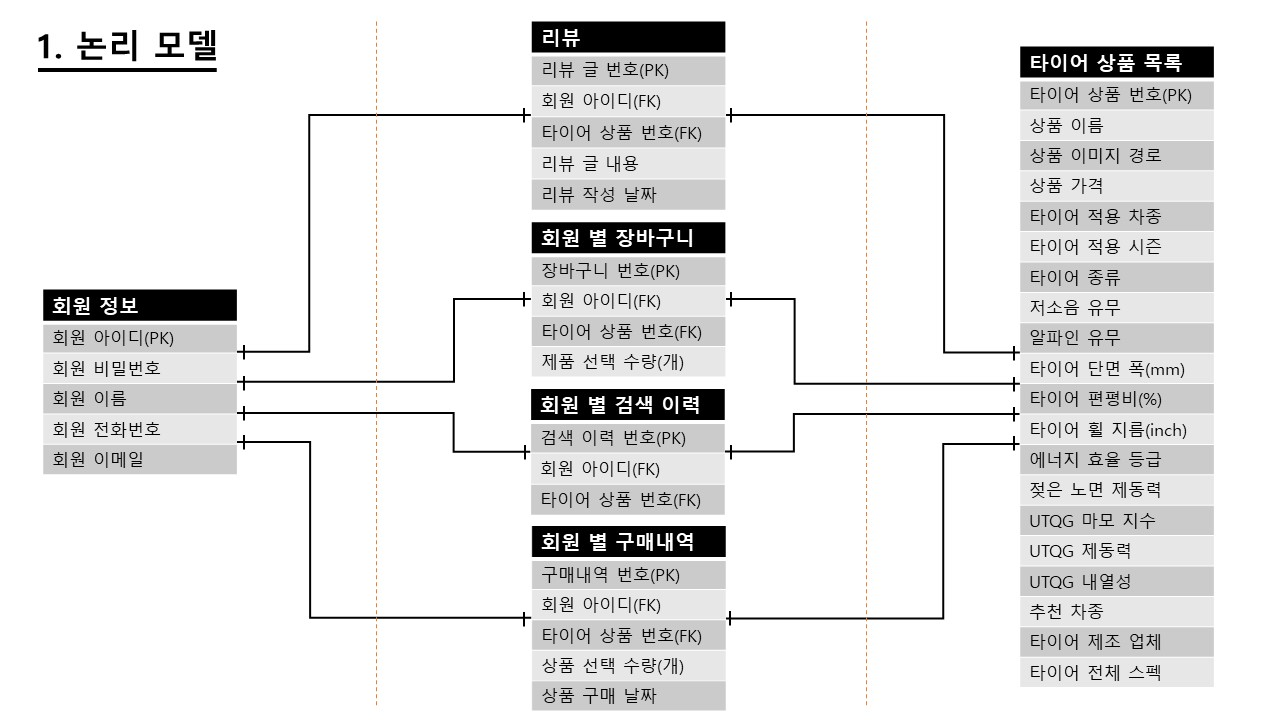 1. 논리 모델
회원 정보
회원 아이디(PK)
회원 비밀번호
회원 이름
회원 전화번호
회원 이메일
리뷰
리뷰 글 번호(PK)
회원 아이디(FK)
타이어 상품 번호(FK)
리뷰 글 내용
리뷰 작성 날짜
회원 별 장바구니
장바구니 번호(PK)
회원 아이디(FK)
타이어 상품 번호(FK)
제품 선택 수량(개)
회원 별 검색 이력
검색 이력 번호(PK)
회원 아이디(FK)
타이어 상품 번호(FK)
회원 별 구매내역
구매내역 번호(PK)
회원 아이디(FK)
타이어 상품 번호(FK)
상품 선택 수량(개)
상품 구매 날짜
타이어 상품 목록
타이어 상품 번호(PK)
상품 이름
상품 이미지 경로
상품 가격
타이어 적용 차종
타이어 적용 시즌
타이어 종류
저소음 유무
알파인 유무
타이어 단면 폭(mm)
타이어 편평비(%)
타이어 휠 지름(inch)
에너지 효율 등급
젖은 노면 제동력
UTQG 마모 지수
UTQG 제동력
UTQG 내열성
추천 차종
타이어 제조 업체
타이어 전체 스펙